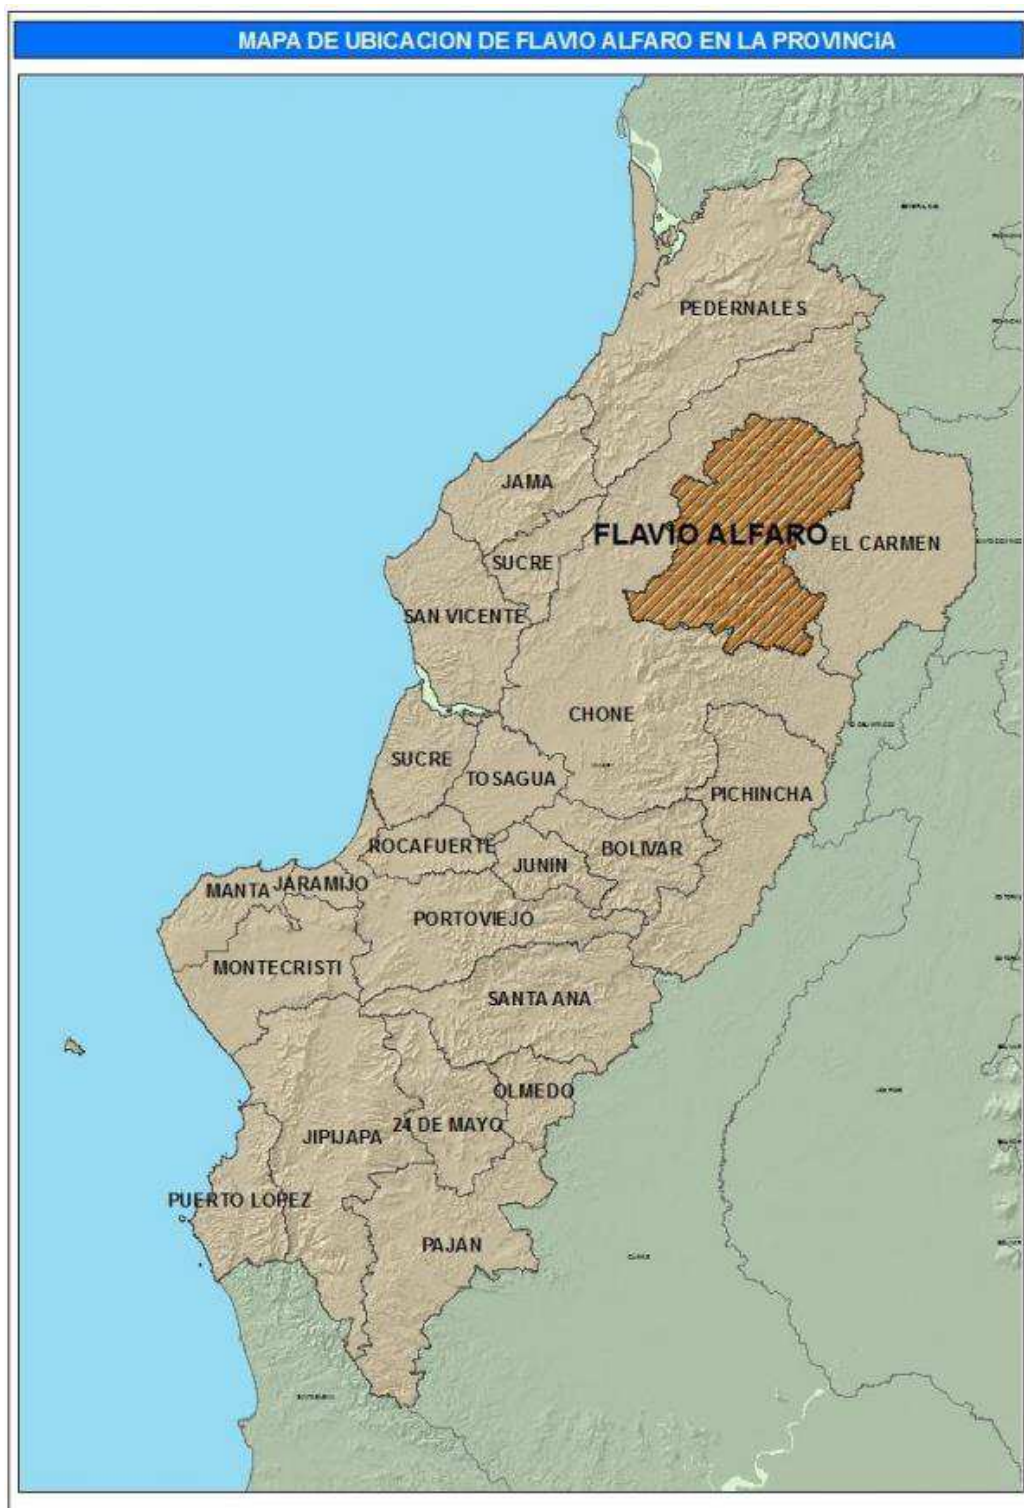 MAPA DE UBICACION DE FLAVIO ALFARO EN LA PROVINCIA
PEDERNALES
JAMA
FLAVIO ALFARO
EL CARMEN
SUCRE
SAN VICENTE
CHONE
SUCRE
TOSAGUA
PICHINCHA
ROCAFUERTE
JUNIN
BOLIVAR
MANTA
JARAMIJO
PORTOVIEJO
MONTECRISTI
SANTA ANA
OLMEDO
24 DE MAYO
JIPIJAPA
PUERTO LOPEZ
PAJAN